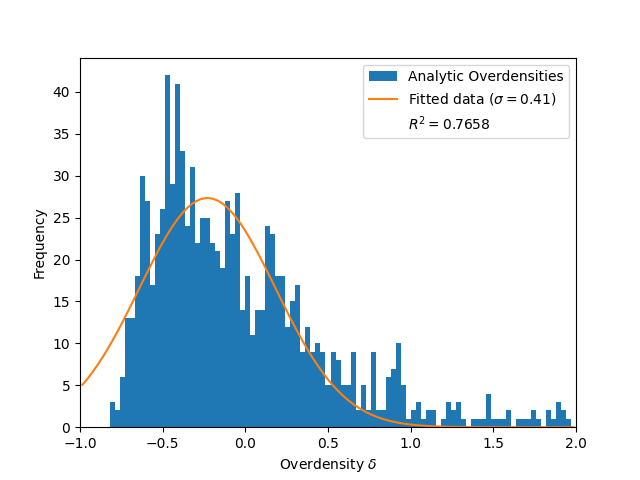 Analytic Overdensities
Fitted data (σ = 0.41)
R² = 0.7658
Frequency
40
35
30
25
20
15
10
5
0
−1.0 −0.5 0.0 0.5 1.0 1.5 2.0
Overdensity δ